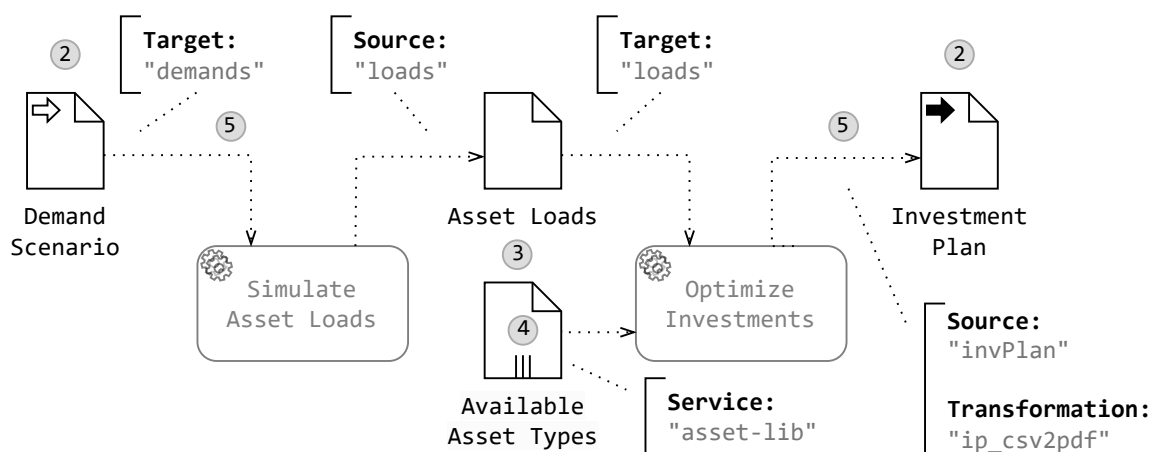 2
Target:
"demands"
Source:
"loads"
Target:
"loads"
2
5
5
Demand
Scenario
Asset Loads
Investment
Plan
Simulate
Asset Loads
3
4
Optimize
Investments
Available
Asset Types
Service:
"asset-lib"
Source:
"invPlan"
Transformation:
"ip_csv2pdf"